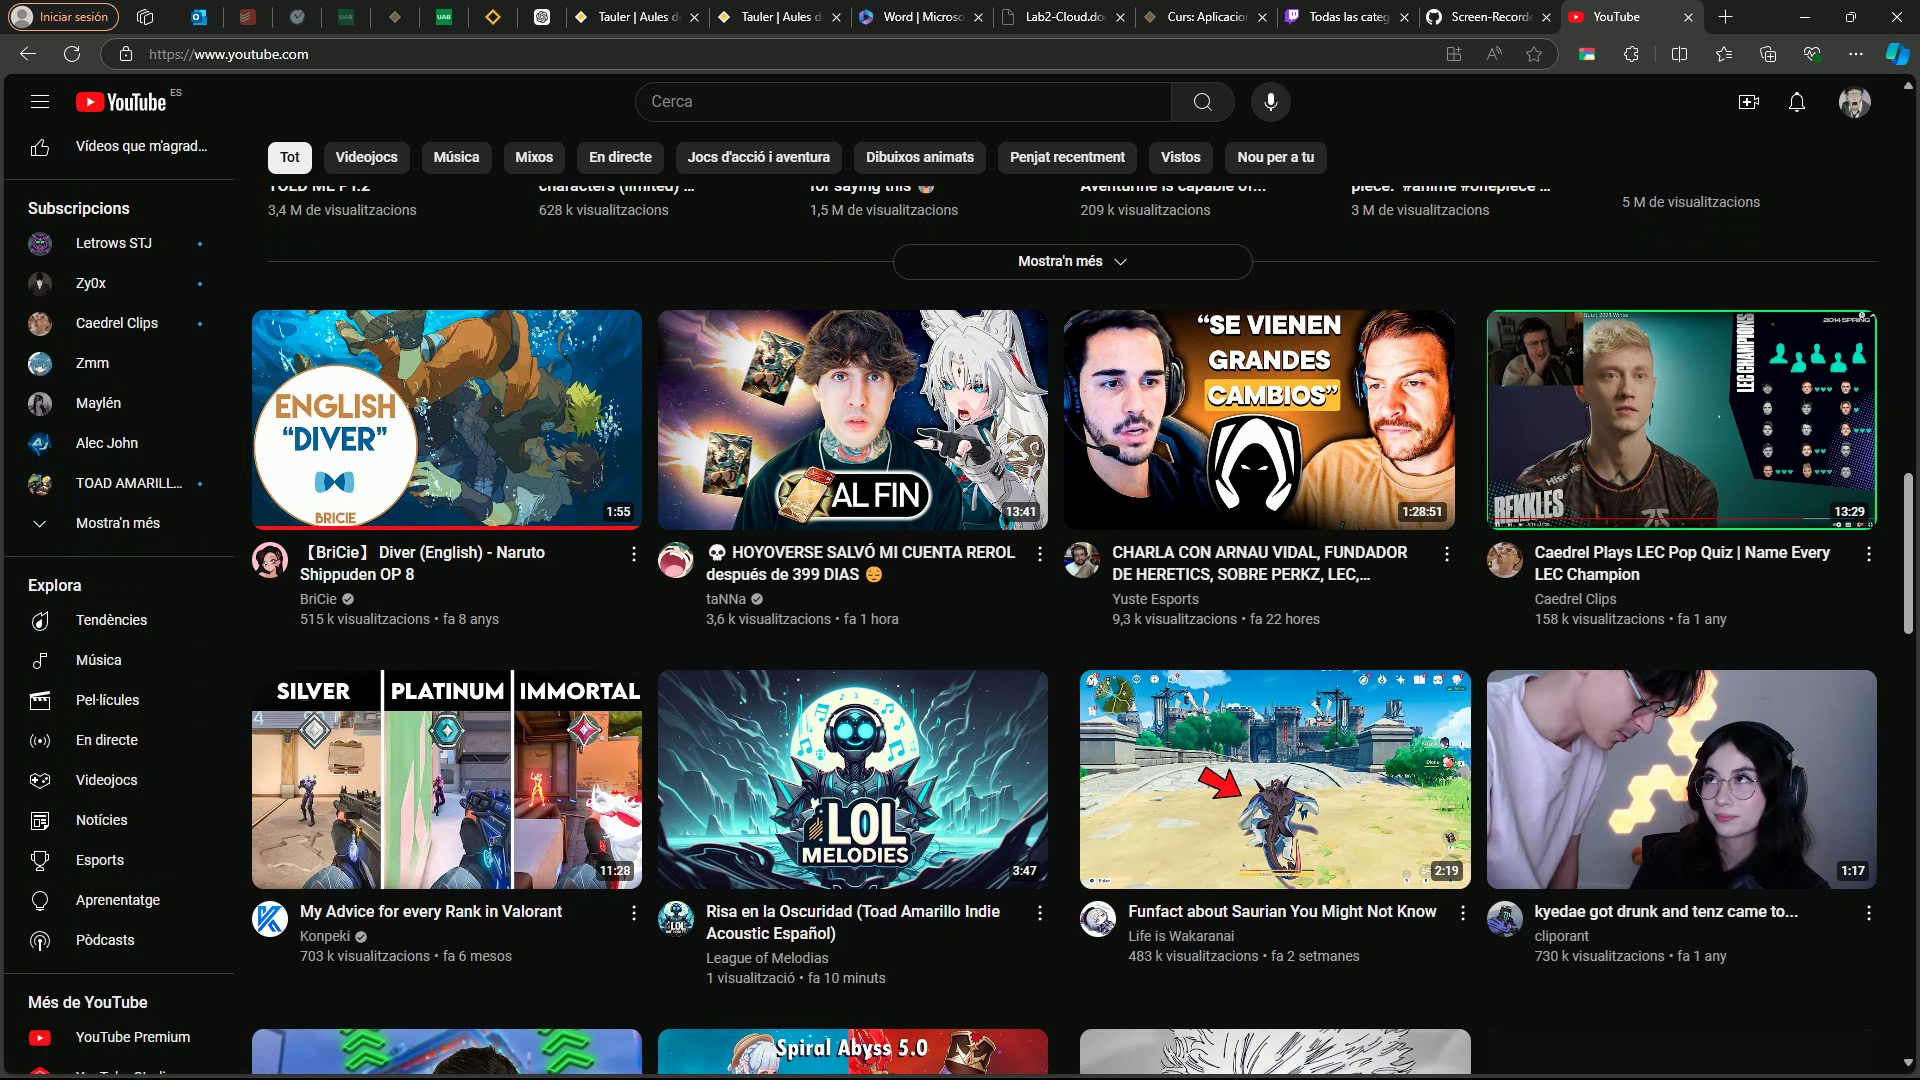 Iniciar sesión
Tauler | Aules d
Tauler | Aules d
Word | Microso
Lab2-Cloud.do
Curs: Aplicacio
Todas las categ
Screen-Recorde
YouTube
https://www.youtube.com
YouTube
ES
Cerca
Vídeos que m'agrad...
Tot
Videojocs
Música
Mixos
En directe
Jocs d'acció i aventura
Dibuixos animats
Penjat recentment
Vistos
Nou per a tu
TOLD ME PT.2
characters (limited) ...
for saying this
Aventurine is capable of...
piece. #anime #onepiece ...
3,4 M de visualitzacions
628 k visualitzacions
1,5 M de visualitzacions
209 k visualitzacions
3 M de visualitzacions
5 M de visualitzacions
Subscripcions
Letrows STJ
Zy0x
Caedrel Clips
Zmm
Maylén
Alec John
TOAD AMARILL...
Mostra'n més
Explora
Tendències
Música
Pel·lícules
En directe
Videojocs
Notícies
Esports
Aprenentatge
Pòdcasts
Més de YouTube
YouTube Premium
Mostra'n més
ENGLISH
"DIVER"
BRICIE
1:55
【BriCie】 Diver (English) - Naruto
Shippuden OP 8
BriCie
515 k visualitzacions • fa 8 anys
AL FIN
13:41
💀 HOYOVERSE SALVÓ MI CUENTA REROL
después de 399 DIAS 😔
taNNa
3,6 k visualitzacions • fa 1 hora
“SE VIENEN
GRANDES
CAMBIOS”
1:28:51
CHARLA CON ARNAU VIDAL, FUNDADOR
DE HERETICS, SOBRE PERKZ, LEC,...
Yuste Esports
9,3 k visualitzacions • fa 22 hores
2014 SPRING
LEC CHAMPIONS
REKKLES
13:29
Caedrel Plays LEC Pop Quiz | Name Every
LEC Champion
Caedrel Clips
158 k visualitzacions • fa 1 any
SILVER
PLATINUM
IMMORTAL
11:28
My Advice for every Rank in Valorant
Konpeki
703 k visualitzacions • fa 6 mesos
LOL
MELODIES
3:47
Risa en la Oscuridad (Toad Amarillo Indie
Acoustic Español)
League of Melodias
1 visualització • fa 10 minuts
2:19
Funfact about Saurian You Might Not Know
Life is Wakaranai
483 k visualitzacions • fa 2 setmanes
1:17
kyedae got drunk and tenz came to...
cliporant
730 k visualitzacions • fa 1 any
Spiral Abyss 5.0